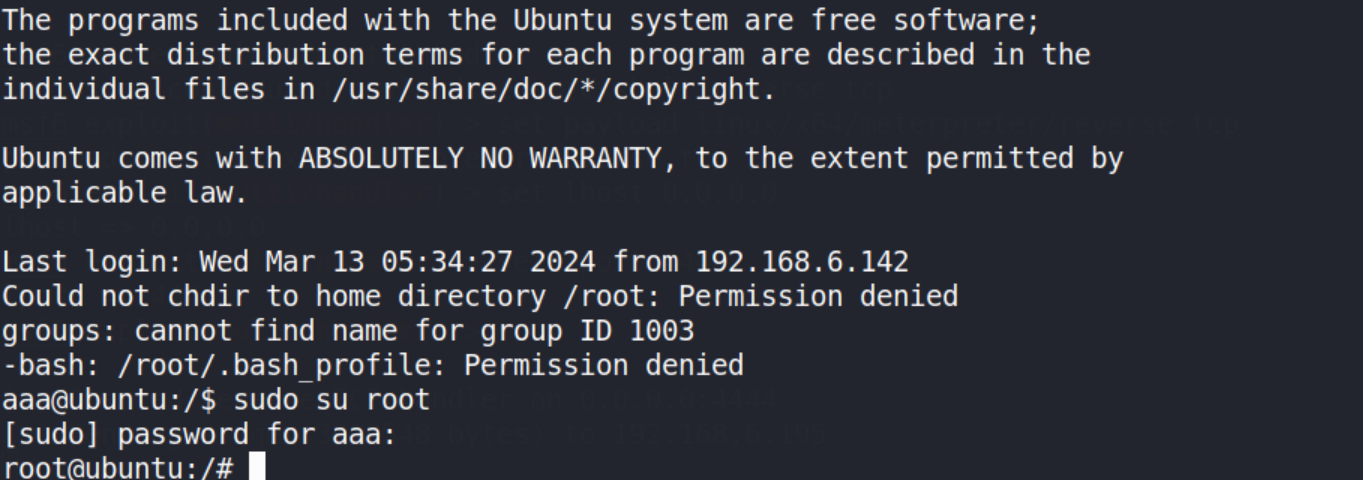 The programs included with the Ubuntu system are free software;
the exact distribution terms for each program are described in the
individual files in /usr/share/doc/*/copyright.
Ubuntu comes with ABSOLUTELY NO WARRANTY, to the extent permitted by
applicable law.
Last login: Wed Mar 13 05:34:27 2024 from 192.168.6.142
Could not chdir to home directory /root: Permission denied
groups: cannot find name for group ID 1003
-bash: /root/.bash_profile: Permission denied
aaa@ubuntu:/$ sudo su root
[sudo] password for aaa:
root@ubuntu:/#